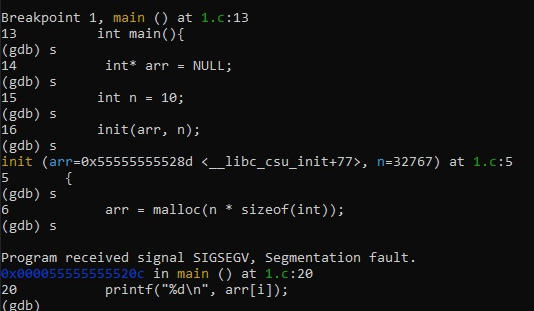 Breakpoint 1, main () at 1.c:13
13 int main(){
(gdb) s
14 int* arr = NULL;
(gdb) s
15 int n = 10;
(gdb) s
16 init(arr, n);
(gdb) s
init (arr=0x55555555528d <__libc_csu_init+77>, n=32767) at 1.c:5
5 {
(gdb) s
6 arr = malloc(n * sizeof(int));
(gdb) s
Program received signal SIGSEGV, Segmentation fault.
0x000055555555520c in main () at 1.c:20
20 printf("%d\n", arr[i]);
(gdb)